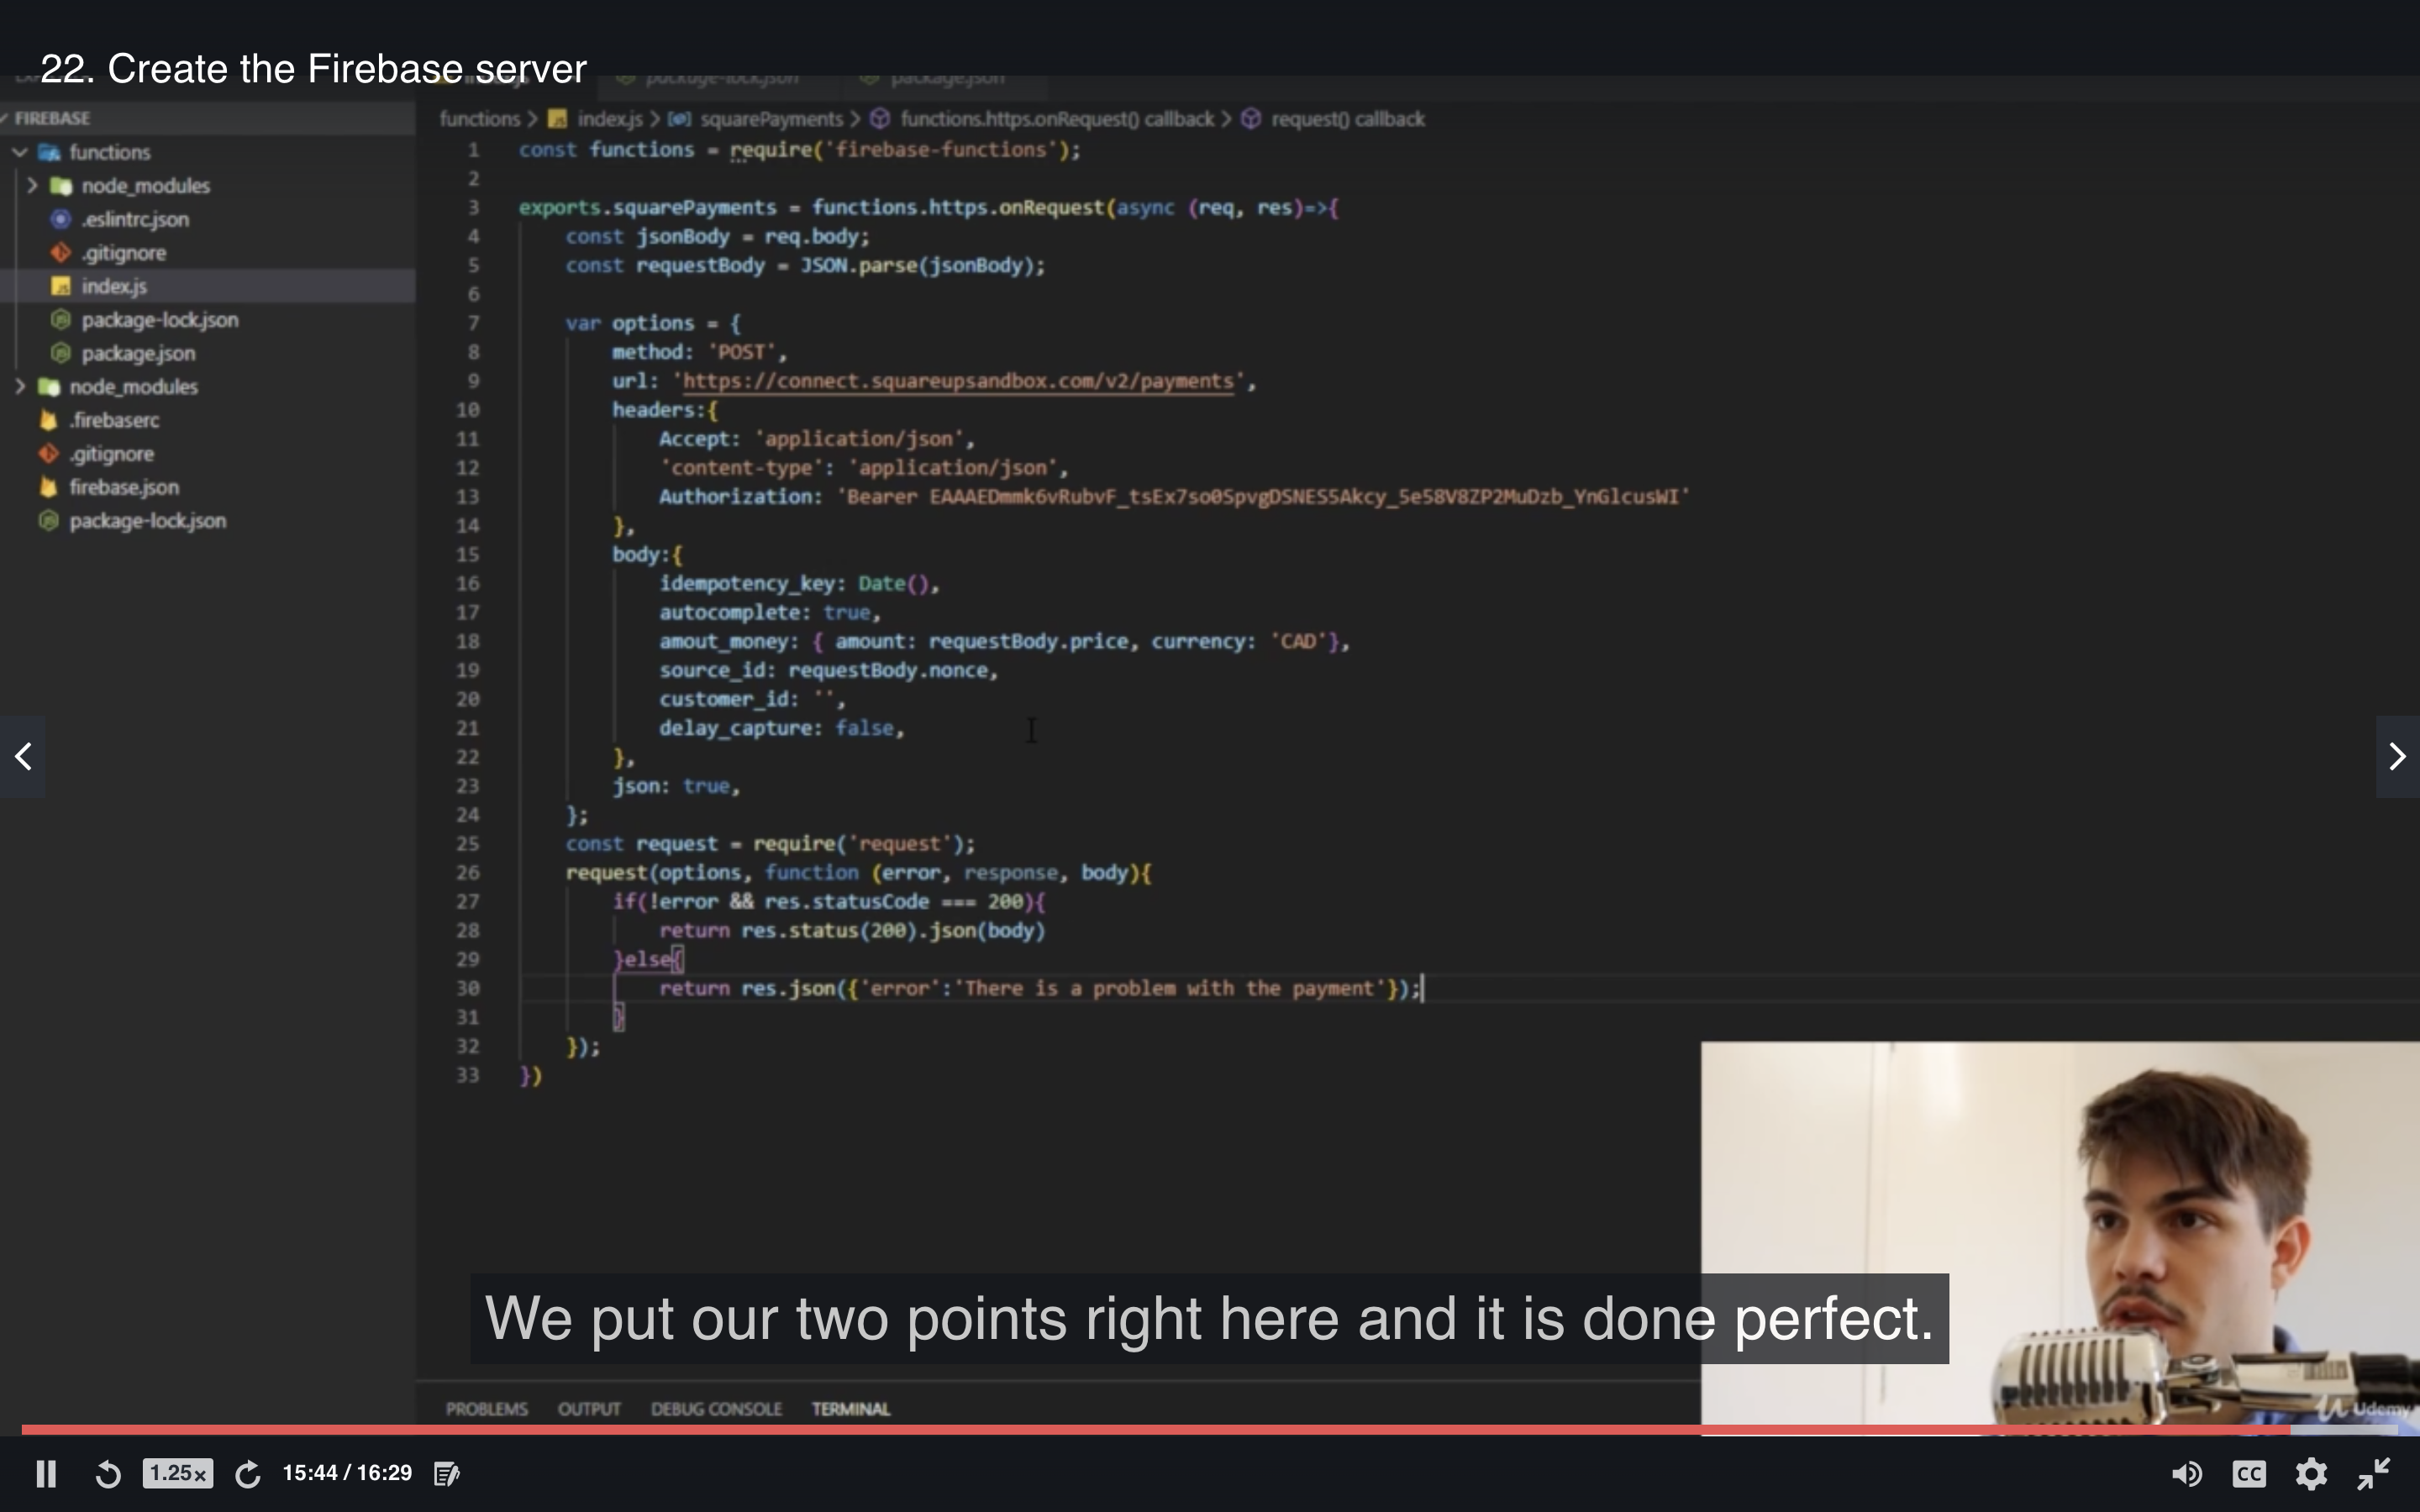 22. Create the Firebase server
package-lock.json package.json
FIREBASE
functions
node_modules
.eslintrc.json
.gitignore
index.js
package-lock.json
package.json
node_modules
.firebaserc
.gitignore
firebase.json
package-lock.json
functions > index.js > squarePayments > functions.https.onRequest() callback > request() callback
1 const functions = require('firebase-functions');
2
3 exports.squarePayments = functions.https.onRequest(async (req, res)=>{
4 const jsonBody = req.body;
5 const requestBody = JSON.parse(jsonBody);
6
7 var options = {
8 method: 'POST',
9 url: 'https://connect.squareupsandbox.com/v2/payments',
10 headers:{
11 Accept: 'application/json',
12 'content-type': 'application/json',
13 Authorization: 'Bearer EAAAEDmmk6vRubvF_tsEx7so0SpvgDSNES5Akcy_5e58V8ZP2MuDzb_YnGlcusWI'
14 },
15 body:{
16 idempotency_key: Date(),
17 autocomplete: true,
18 amout_money: { amount: requestBody.price, currency: 'CAD'},
19 source_id: requestBody.nonce,
20 customer_id: '',
21 delay_capture: false,
22 },
23 json: true,
24 };
25 const request = require('request');
26 request(options, function (error, response, body){
27 if(!error && res.statusCode === 200){
28 return res.status(200).json(body)
29 }else{
30 return res.json({'error':'There is a problem with the payment'});
31 }
32 });
33 })
We put our two points right here and it is done perfect.
PROBLEMS OUTPUT DEBUG CONSOLE TERMINAL
Udemy
1.25x 15:44 / 16:29 CC